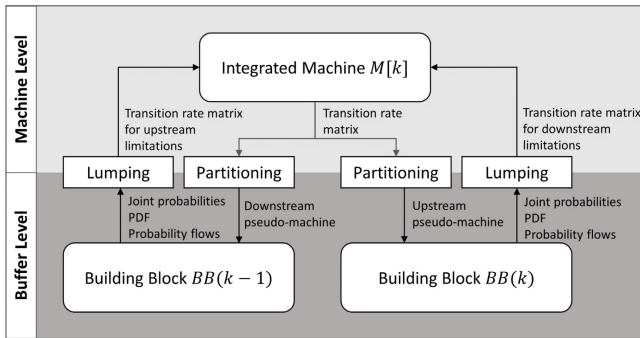 Machine Level
Integrated Machine M[k]
Transition rate matrix
for upstream
limitations
Transition rate
matrix
Transition rate matrix
for downstream
limitations
Lumping
Partitioning
Partitioning
Lumping
Buffer Level
Joint probabilities
PDF
Probability flows
Downstream
pseudo-machine
Upstream
pseudo-machine
Joint probabilities
PDF
Probability flows
Building Block BB(k − 1)
Building Block BB(k)